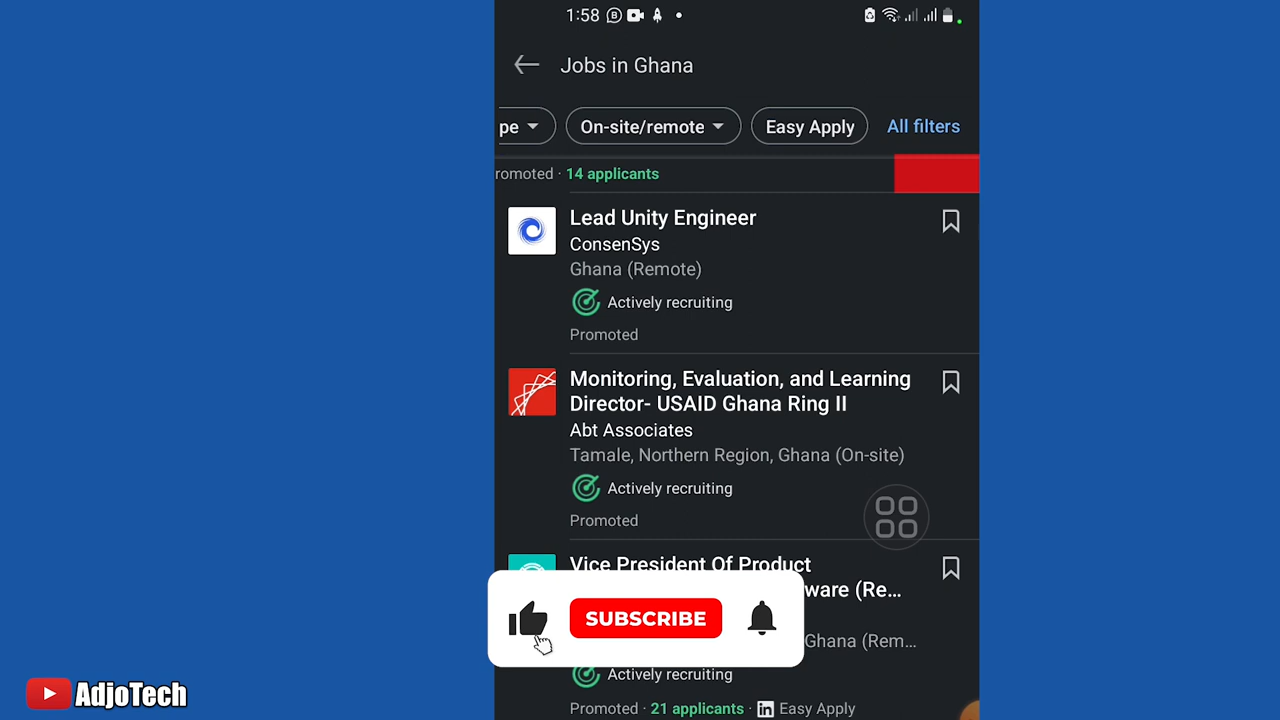 1:58
Jobs in Ghana
pe
On-site/remote
Easy Apply
All filters
romoted · 14 applicants
Lead Unity Engineer
ConsenSys
Ghana (Remote)
Actively recruiting
Promoted
Monitoring, Evaluation, and Learning
Director- USAID Ghana Ring II
Abt Associates
Tamale, Northern Region, Ghana (On-site)
Actively recruiting
Promoted
Vice President Of Product
ware (Re...
Ghana (Rem...
SUBSCRIBE
Actively recruiting
Promoted · 21 applicants · in Easy Apply
AdjoTech